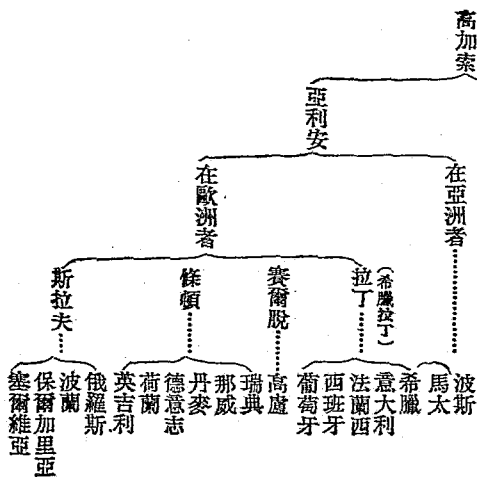 高加索
亞利安
在亞洲者
在歐洲者
(希臘拉丁)
拉丁
賽爾脫
條頓
斯拉夫
波斯
馬太
希臘
意大利
法蘭西
西班牙
葡萄牙
高盧
瑞典
那威
丹麥
德意志
荷蘭
英吉利
俄羅斯
波蘭
保爾加里亞
塞爾維亞